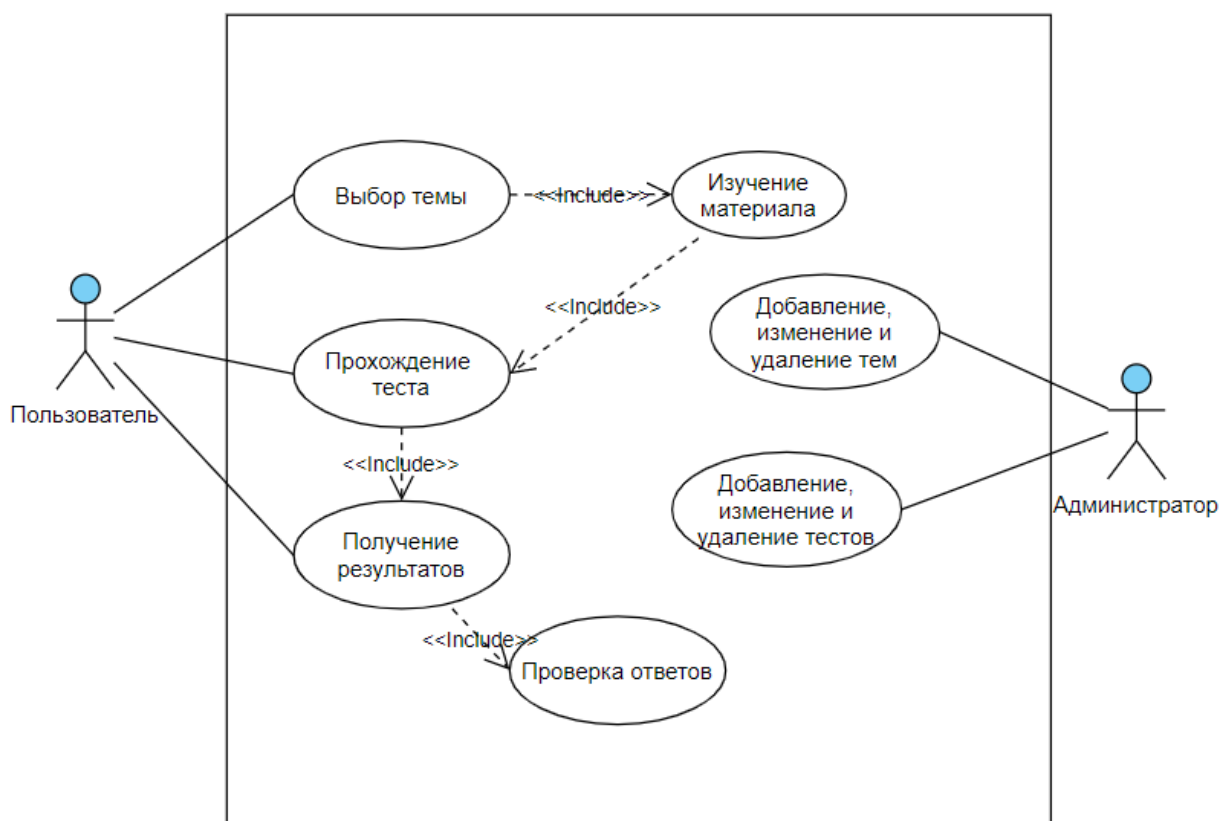 Выбор темы
<<Include>>
Изучение
материала
<<Include>>
Добавление,
изменение и
удаление тем
Прохождение
теста
Пользователь
<<Include>>
Добавление,
изменение и
удаление тестов
Администратор
Получение
результатов
<<Include>>
Проверка ответов